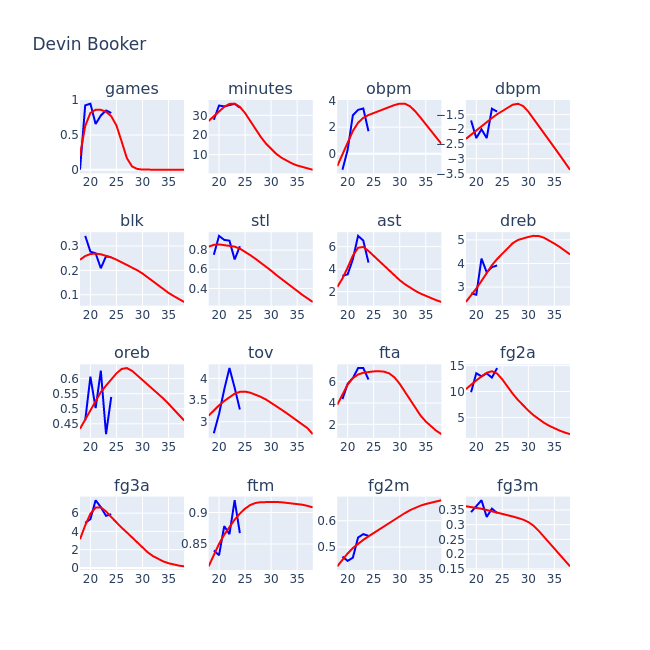 Devin Booker
games minutes obpm dbpm
1 0.5 0 20 25 30 35
30 20 10 20 25 30 35
4 2 0 20 25 30 35
−1.5 −2 −2.5 −3 −3.5 20 25 30 35
blk stl ast dreb
0.3 0.2 0.1 20 25 30 35
0.8 0.6 0.4 20 25 30 35
6 4 2 20 25 30 35
5 4 3 20 25 30 35
oreb tov fta fg2a
0.6 0.55 0.5 0.45 20 25 30 35
4 3.5 3 20 25 30 35
6 4 2 20 25 30 35
15 10 5 20 25 30 35
fg3a ftm fg2m fg3m
6 4 2 0 20 25 30 35
0.9 0.85 20 25 30 35
0.6 0.5 20 25 30 35
0.35 0.3 0.25 0.2 0.15 20 25 30 35